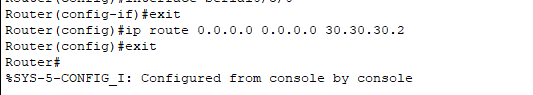 Router(config-if)#exit
Router(config)#ip route 0.0.0.0 0.0.0.0 30.30.30.2
Router(config)#exit
Router#
%SYS-5-CONFIG_I: Configured from console by console